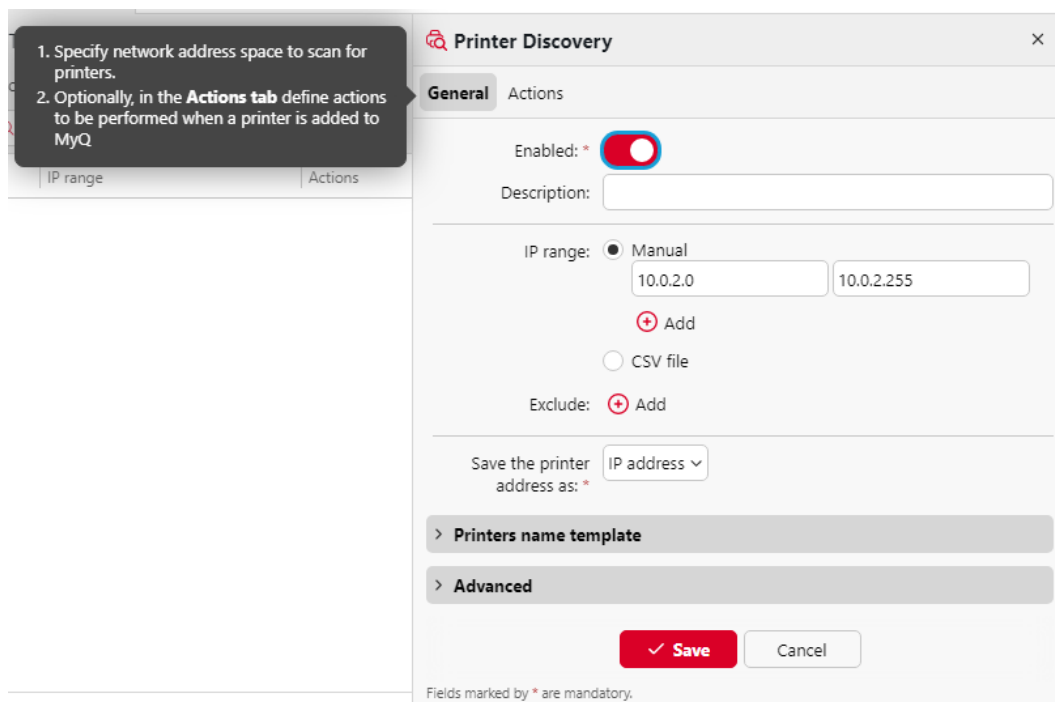 1. Specify network address space to scan for
printers.
2. Optionally, in the Actions tab define actions
to be performed when a printer is added to
MyQ
IP range
Actions
Printer Discovery
General Actions
Enabled: *
Description:
IP range: Manual
10.0.2.0 10.0.2.255
Add
CSV file
Exclude: Add
Save the printer address as: * IP address
Printers name template
Advanced
Save Cancel
Fields marked by * are mandatory.